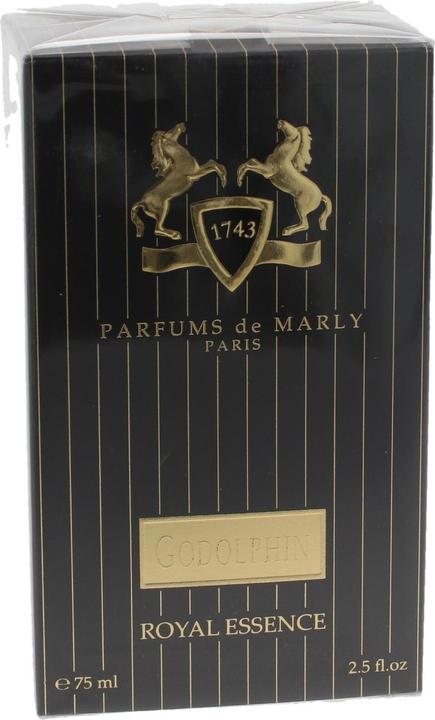 1743
PARFUMS de MARLY
PARIS
GODOLPHIN
ROYAL ESSENCE
e 75 ml
2.5 fl.oz